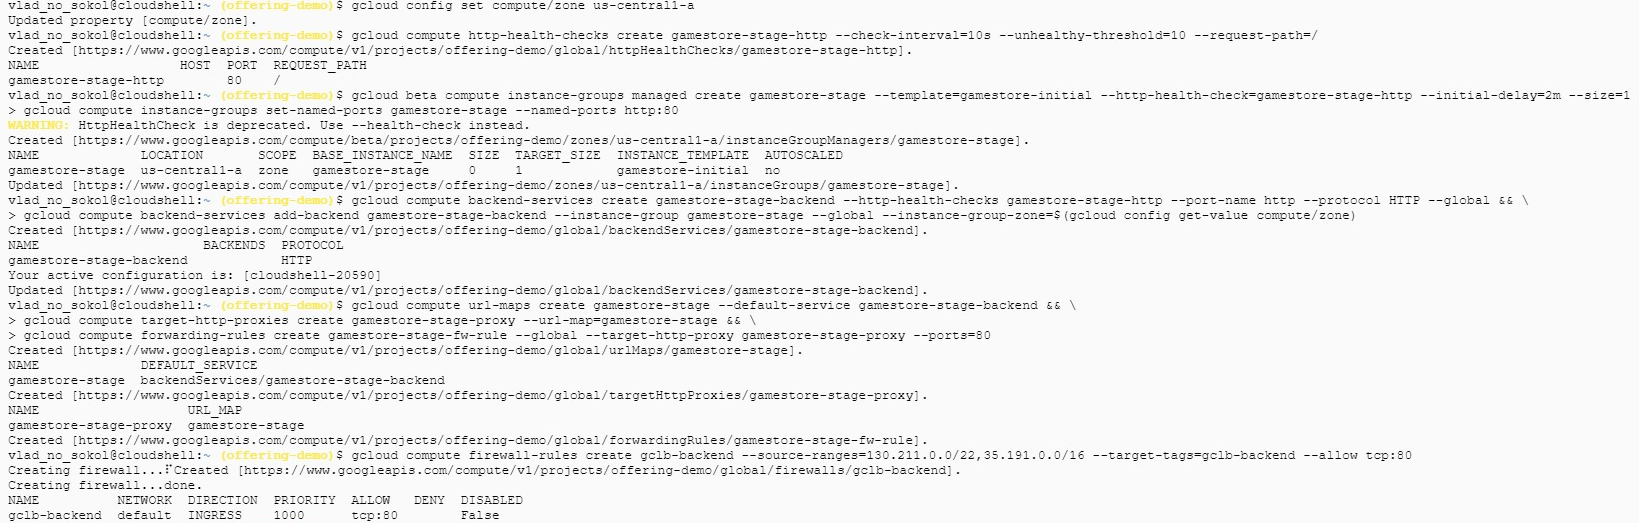 vlad_no_sokol@cloudshell:~ (offering-demo)$ gcloud config set compute/zone us-central1-a
Updated property [compute/zone].
vlad_no_sokol@cloudshell:~ (offering-demo)$ gcloud compute http-health-checks create gamestore-stage-http --check-interval=10s --unhealthy-threshold=10 --request-path=/
Created [https://www.googleapis.com/compute/v1/projects/offering-demo/global/httpHealthChecks/gamestore-stage-http].
NAME HOST PORT REQUEST_PATH
gamestore-stage-http 80 /
vlad_no_sokol@cloudshell:~ (offering-demo)$ gcloud beta compute instance-groups managed create gamestore-stage --template=gamestore-initial --http-health-check=gamestore-stage-http --initial-delay=2m --size=1
> gcloud compute instance-groups set-named-ports gamestore-stage --named-ports http:80
WARNING: HttpHealthCheck is deprecated. Use --health-check instead.
Created [https://www.googleapis.com/compute/beta/projects/offering-demo/zones/us-central1-a/instanceGroupManagers/gamestore-stage].
NAME LOCATION SCOPE BASE_INSTANCE_NAME SIZE TARGET_SIZE INSTANCE_TEMPLATE AUTOSCALED
gamestore-stage us-central1-a zone gamestore-stage 0 1 gamestore-initial no
Updated [https://www.googleapis.com/compute/v1/projects/offering-demo/zones/us-central1-a/instanceGroups/gamestore-stage].
vlad_no_sokol@cloudshell:~ (offering-demo)$ gcloud compute backend-services create gamestore-stage-backend --http-health-checks gamestore-stage-http --port-name http --protocol HTTP --global && \
> gcloud compute backend-services add-backend gamestore-stage-backend --instance-group gamestore-stage --global --instance-group-zone=$(gcloud config get-value compute/zone)
Created [https://www.googleapis.com/compute/v1/projects/offering-demo/global/backendServices/gamestore-stage-backend].
NAME BACKENDS PROTOCOL
gamestore-stage-backend HTTP
Your active configuration is: [cloudshell-20590]
Updated [https://www.googleapis.com/compute/v1/projects/offering-demo/global/backendServices/gamestore-stage-backend].
vlad_no_sokol@cloudshell:~ (offering-demo)$ gcloud compute url-maps create gamestore-stage --default-service gamestore-stage-backend && \
> gcloud compute target-http-proxies create gamestore-stage-proxy --url-map=gamestore-stage && \
> gcloud compute forwarding-rules create gamestore-stage-fw-rule --global --target-http-proxy gamestore-stage-proxy --ports=80
Created [https://www.googleapis.com/compute/v1/projects/offering-demo/global/urlMaps/gamestore-stage].
NAME DEFAULT_SERVICE
gamestore-stage backendServices/gamestore-stage-backend
Created [https://www.googleapis.com/compute/v1/projects/offering-demo/global/targetHttpProxies/gamestore-stage-proxy].
NAME URL_MAP
gamestore-stage-proxy gamestore-stage
Created [https://www.googleapis.com/compute/v1/projects/offering-demo/global/forwardingRules/gamestore-stage-fw-rule].
vlad_no_sokol@cloudshell:~ (offering-demo)$ gcloud compute firewall-rules create gclb-backend --source-ranges=130.211.0.0/22,35.191.0.0/16 --target-tags=gclb-backend --allow tcp:80
Creating firewall...⠏Created [https://www.googleapis.com/compute/v1/projects/offering-demo/global/firewalls/gclb-backend].
Creating firewall...done.
NAME NETWORK DIRECTION PRIORITY ALLOW DENY DISABLED
gclb-backend default INGRESS 1000 tcp:80 False